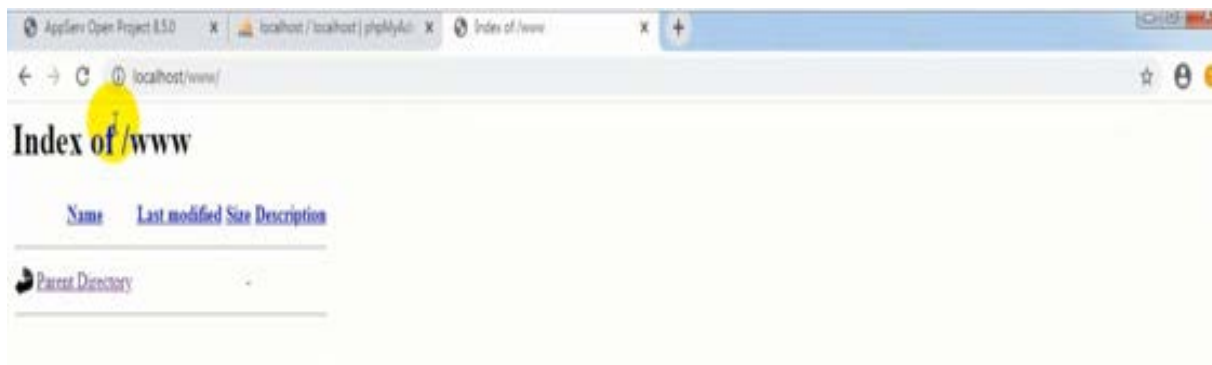 AppServ Open Project 8.5.0 x localhost / localhost | phpMyAd x Index of /www x +
localhost/www/
Index of /www
Name Last modified Size Description
Parent Directory -